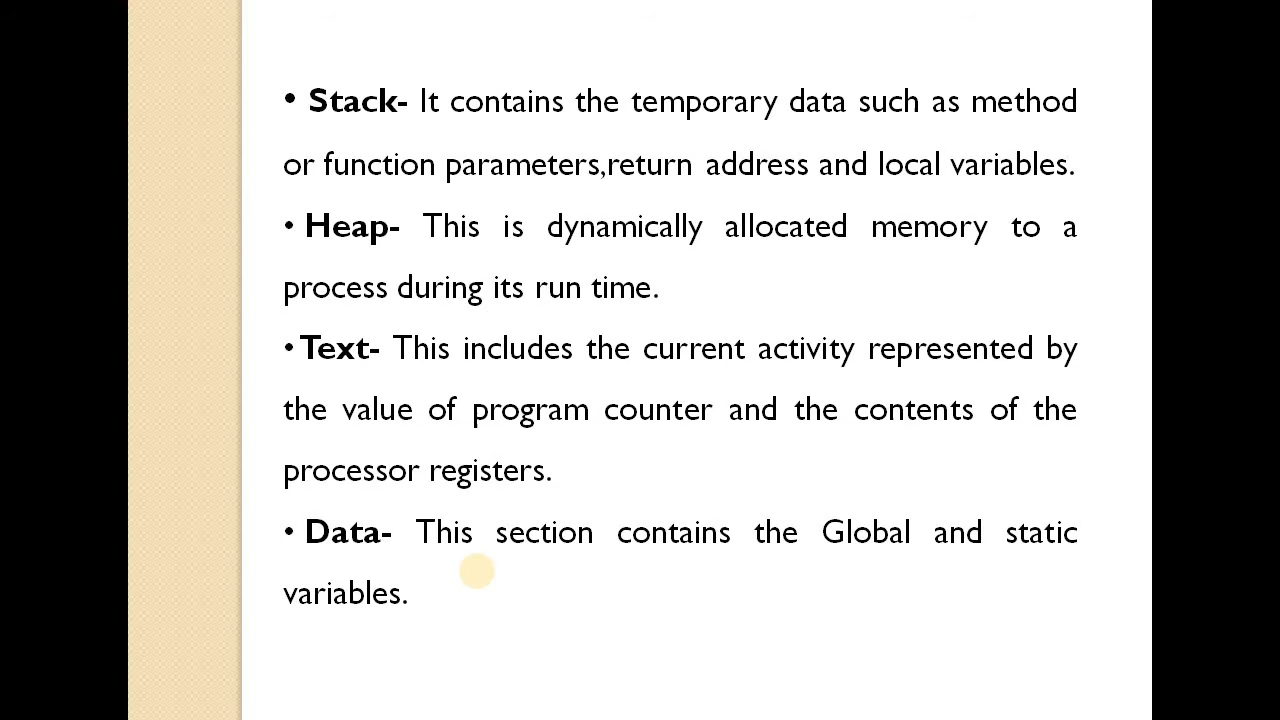 • Stack- It contains the temporary data such as method
or function parameters,return address and local variables.
• Heap- This is dynamically allocated memory to a
process during its run time.
• Text- This includes the current activity represented by
the value of program counter and the contents of the
processor registers.
• Data- This section contains the Global and static
variables.